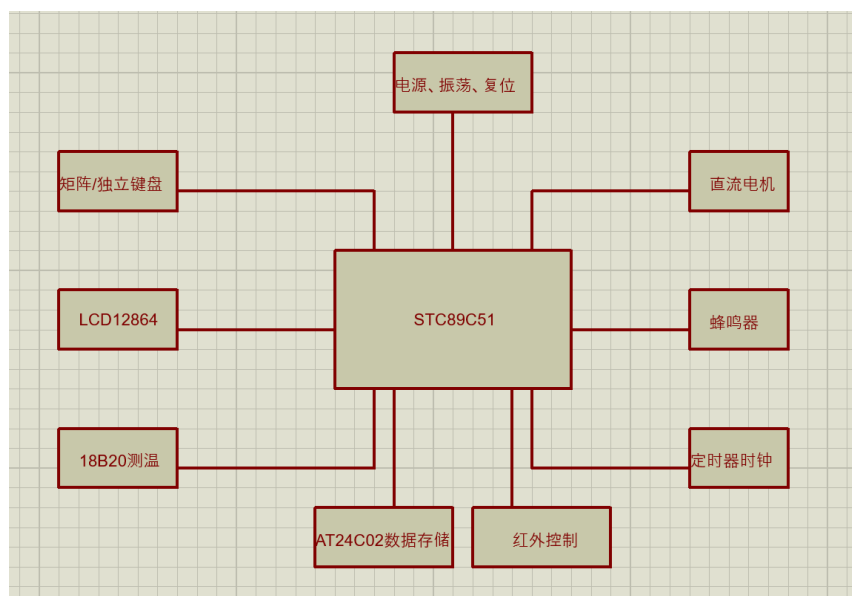 电源、振荡、复位
矩阵/独立键盘
直流电机
LCD12864
STC89C51
蜂鸣器
18B20测温
定时器时钟
AT24C02数据存储
红外控制